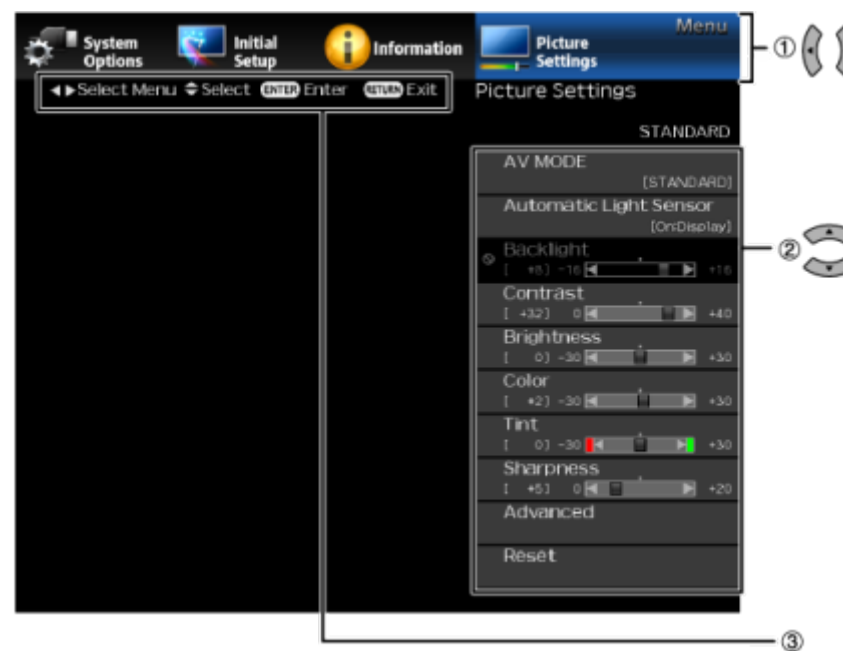 Menu
System Options
Initial Setup
Information
Picture Settings
①
◄►Select Menu ⬍Select ENTER Enter RETURN Exit
Picture Settings
STANDARD
AV MODE
[STANDARD]
Automatic Light Sensor
[On:Display]
②
Backlight
[ +8] -16 +16
Contrast
[ +32] 0 +40
Brightness
[ 0] -30 +30
Color
[ +2] -30 +30
Tint
[ 0] -30 +30
Sharpness
[ +5] 0 +20
Advanced
Reset
③